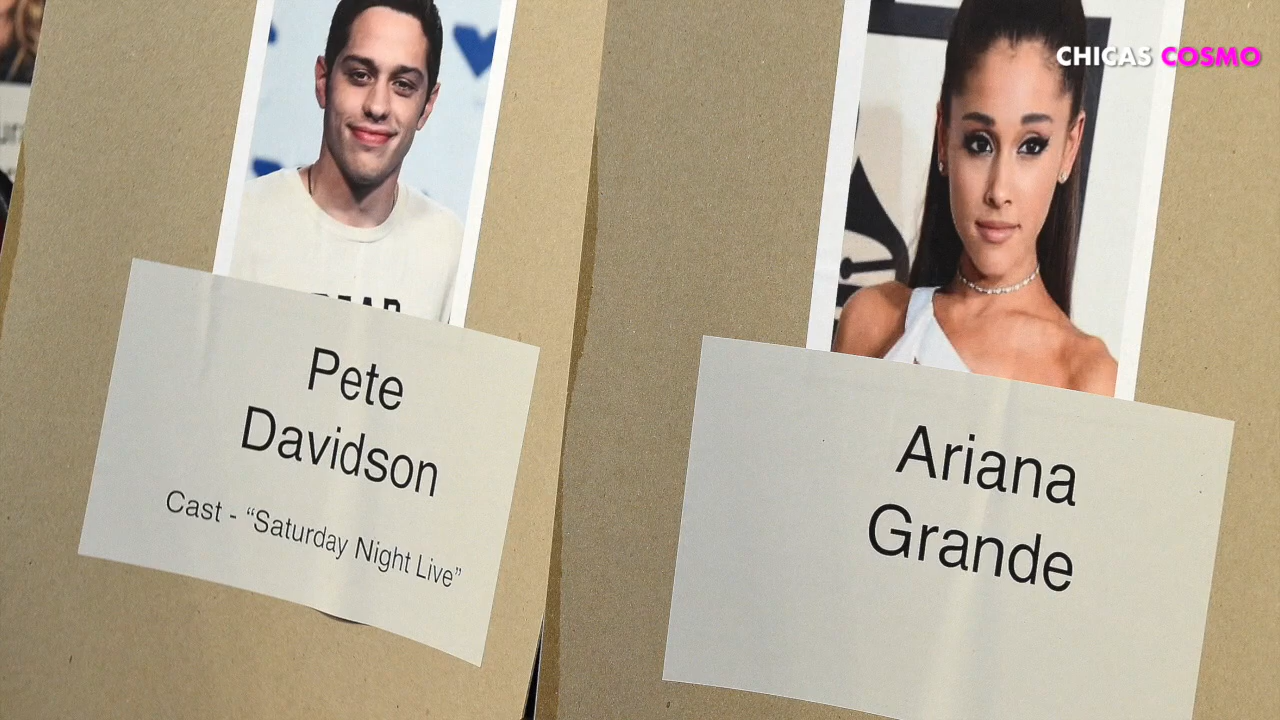 CHICAS COSMO
Pete
Davidson
Cast - “Saturday Night Live”
Ariana
Grande